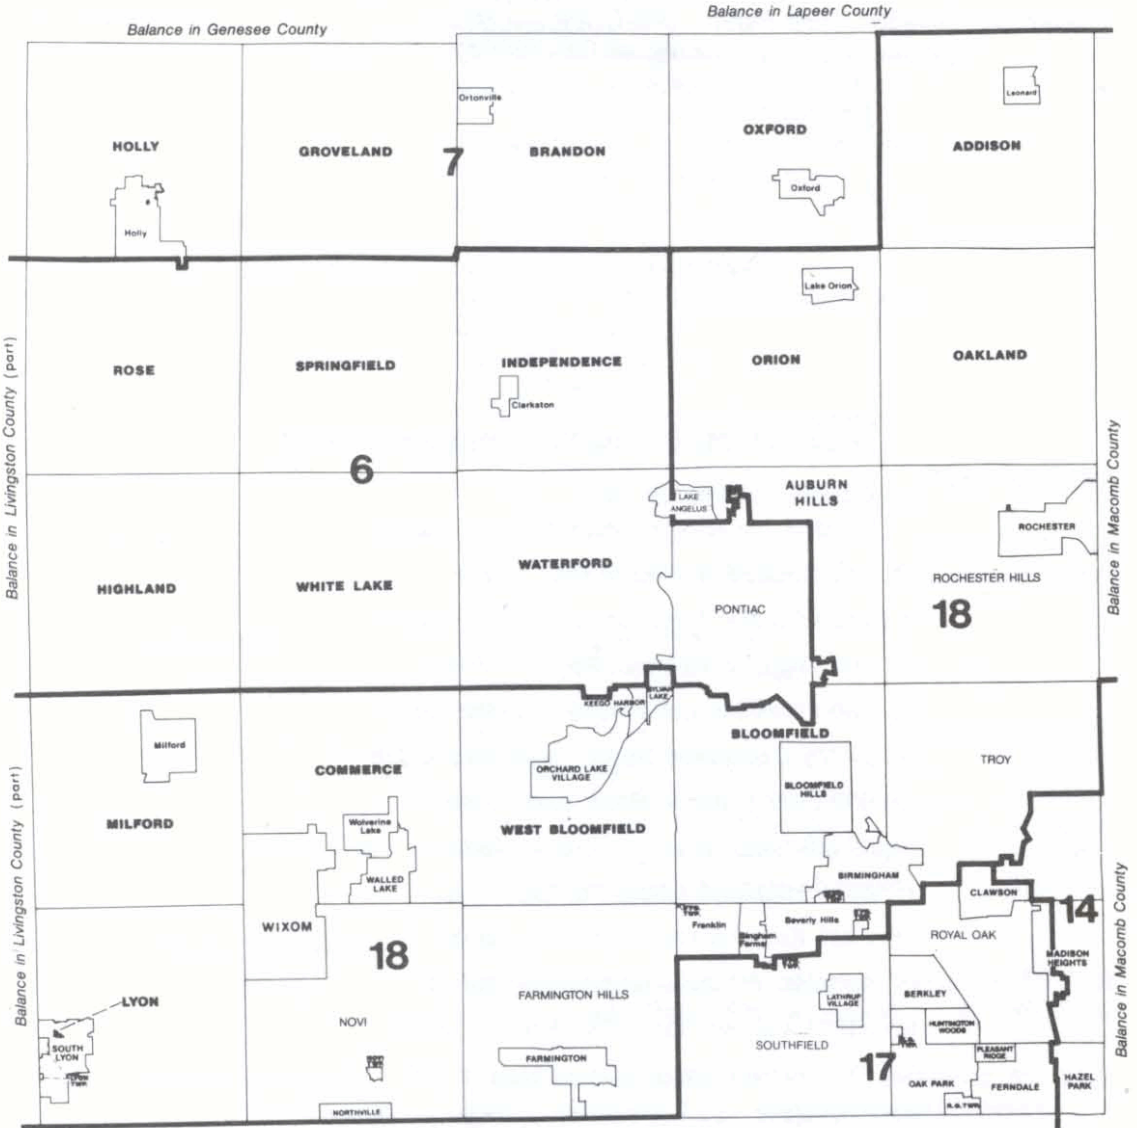 Balance in Lapeer County
Balance in Genesee County
Ortonville
Leonard
HOLLY
GROVELAND
7
BRANDON
OXFORD
ADDISON
Oxford
Holly
Lake Orion
Balance in Livingston County (part)
ROSE
SPRINGFIELD
INDEPENDENCE
ORION
OAKLAND
Clarkston
6
AUBURN
HILLS
LAKE
ANGELUS
ROCHESTER
Balance in Macomb County
HIGHLAND
WHITE LAKE
WATERFORD
PONTIAC
ROCHESTER HILLS
18
SYLVAN
LAKE
KEEGO HARBOR
BLOOMFIELD
Milford
COMMERCE
ORCHARD LAKE
VILLAGE
BLOOMFIELD
HILLS
TROY
Balance in Livingston County (part)
MILFORD
Wolverine
Lake
WEST BLOOMFIELD
WALLED
LAKE
BIRMINGHAM
CLAWSON
14
WIXOM
Franklin
Bingham
Farms
Beverly Hills
ROYAL OAK
MADISON
HEIGHTS
Balance in Macomb County
18
LYON
FARMINGTON HILLS
LATHRUP
VILLAGE
BERKLEY
NOVI
HUNTINGTON
WOODS
SOUTH
LYON
SOUTHFIELD
PLEASANT
RIDGE
FARMINGTON
17
OAK PARK
FERNDALE
HAZEL
PARK
R.O. TWP.
NORTHVILLE